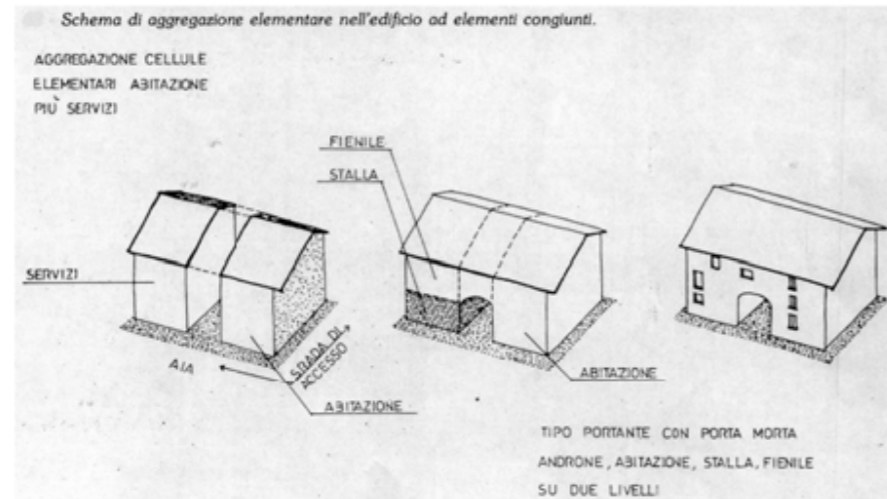 Schema di aggregazione elementare nell'edificio ad elementi congiunti.
AGGREGAZIONE CELLULE
ELEMENTARI ABITAZIONE
PIÙ SERVIZI
FIENILE
STALLA
SERVIZI
AIA
STRADA DI
ACCESSO
ABITAZIONE
ABITAZIONE
TIPO PORTANTE CON PORTA MORTA
ANDRONE, ABITAZIONE, STALLA, FIENILE
SU DUE LIVELLI